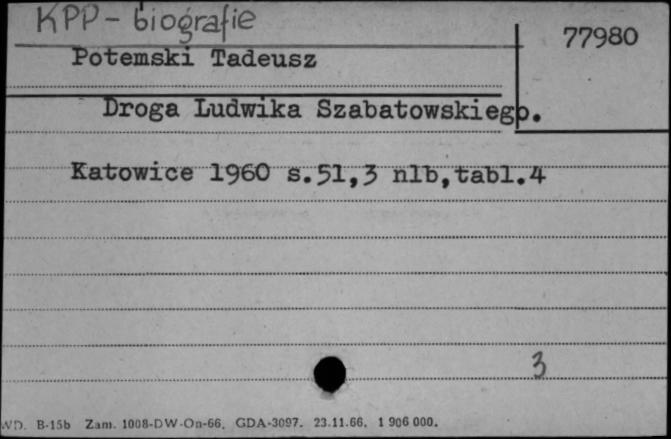 KPP - biografie
77980
Potemski Tadeusz
Droga Ludwika Szabatowskiego.
Katowice 1960 s.51,3 nlb,tabl.4
3
WD. B-15b Zam. 1008-DW-On-66. GDA-3097. 23.11.66. 1 906 000.